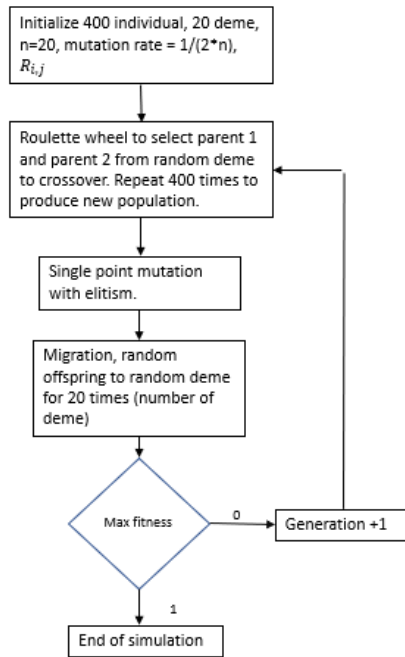 Initialize 400 individual, 20 deme,
n=20, mutation rate = 1/(2*n),
R_{i,j}
Roulette wheel to select parent 1
and parent 2 from random deme
to crossover. Repeat 400 times to
produce new population.
Single point mutation
with elitism.
Migration, random
offspring to random deme
for 20 times (number of
deme)
Max fitness
0
Generation +1
1
End of simulation